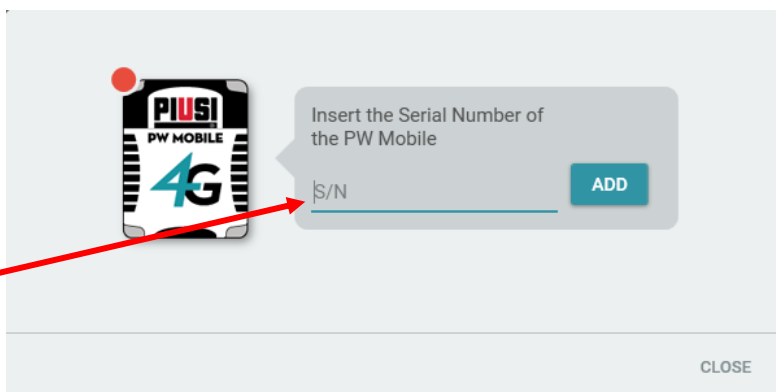 PIUSI
PW MOBILE
4G
Insert the Serial Number of
the PW Mobile
S/N
ADD
CLOSE